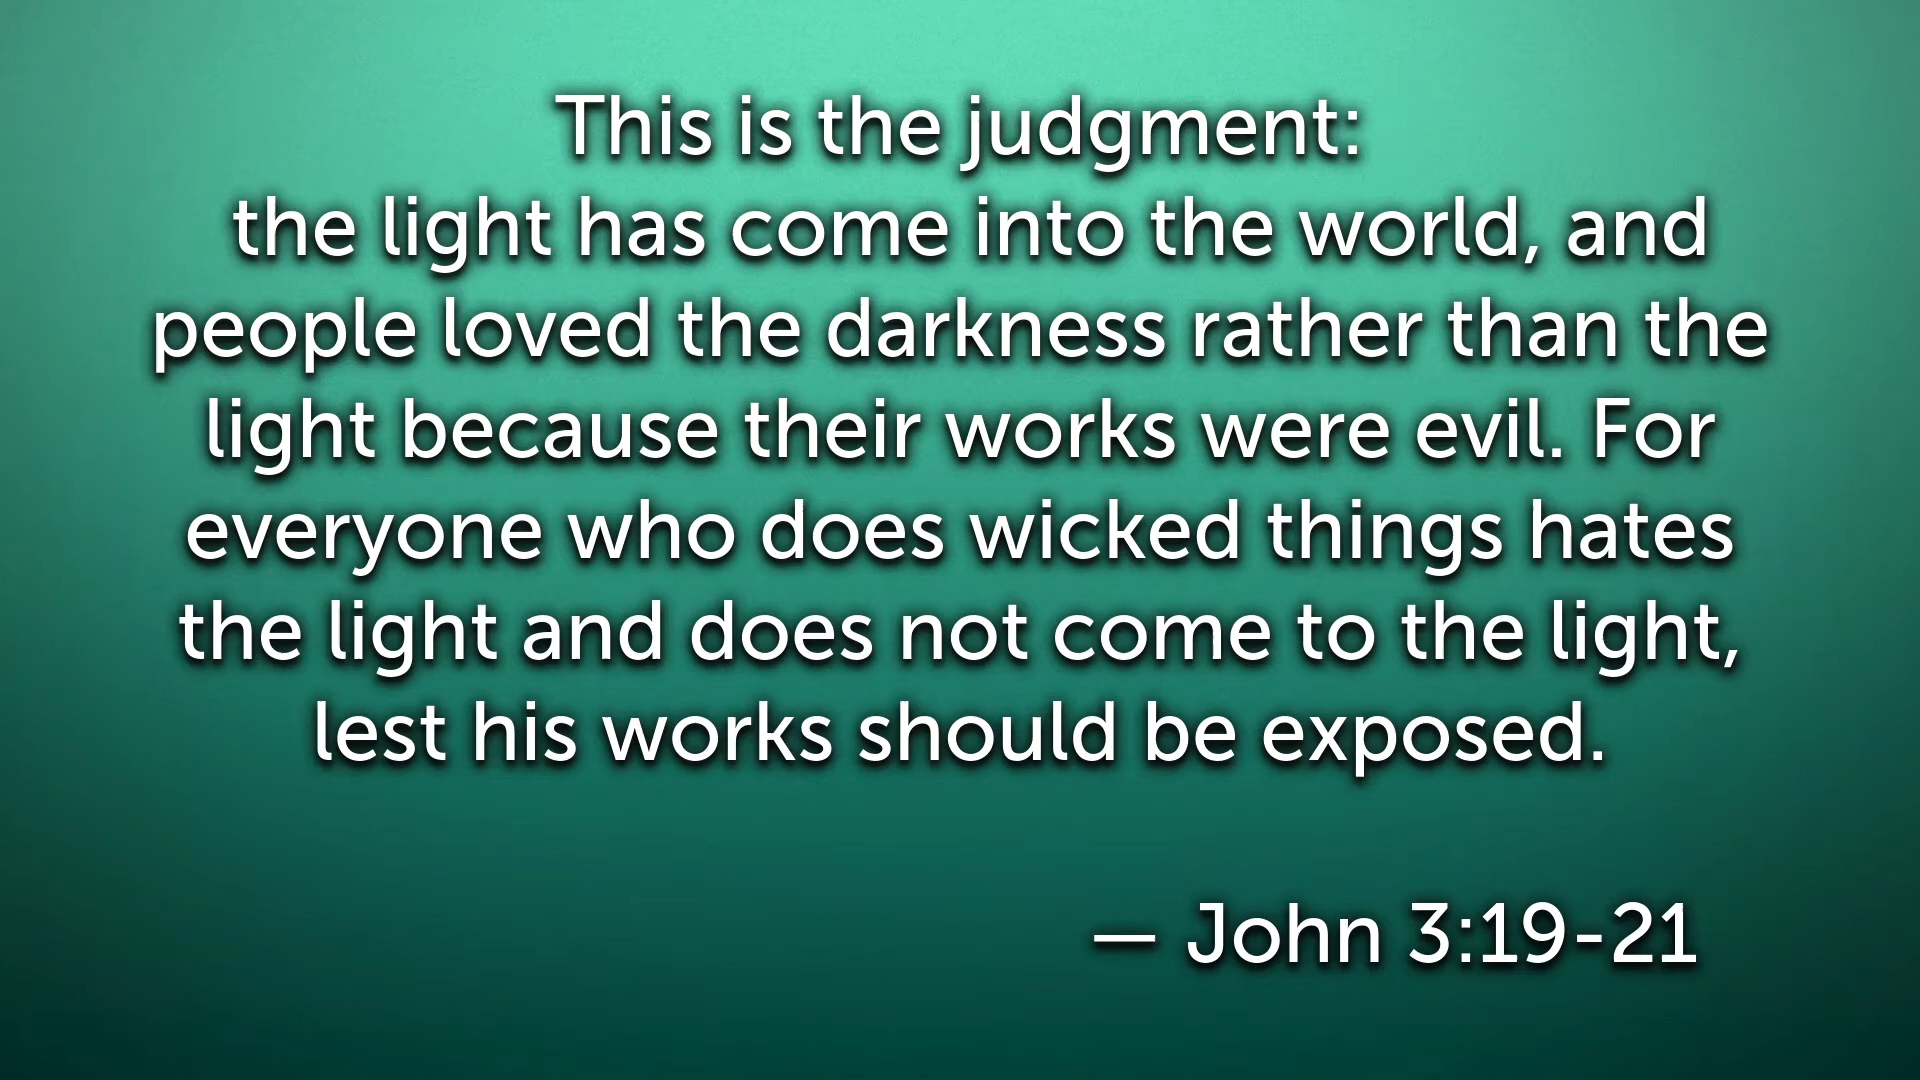 This is the judgment:
the light has come into the world, and
people loved the darkness rather than the
light because their works were evil. For
everyone who does wicked things hates
the light and does not come to the light,
lest his works should be exposed.
— John 3:19-21